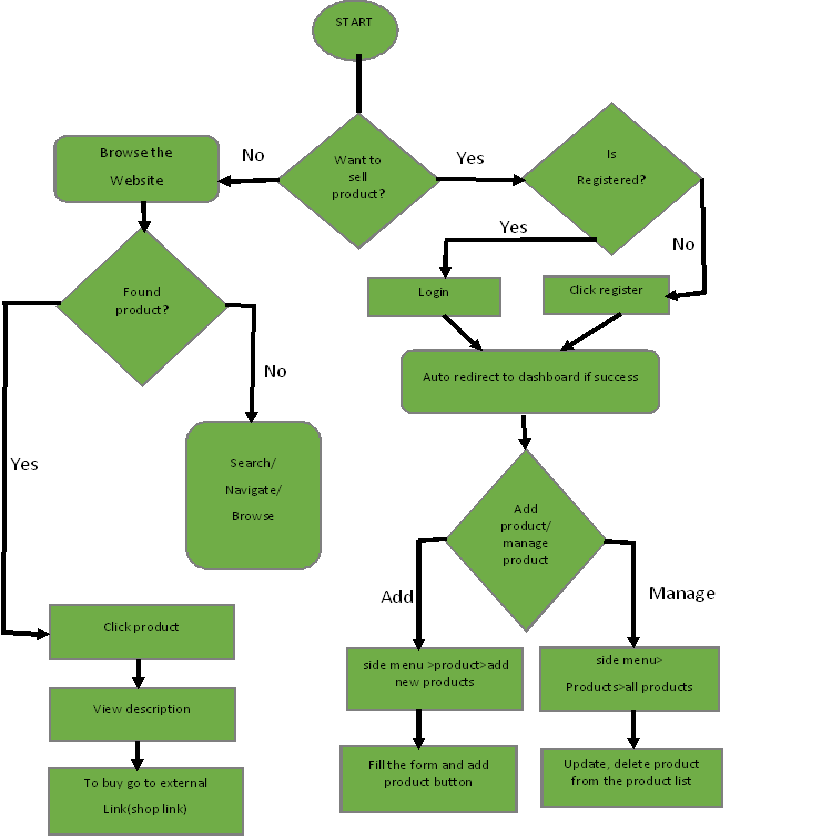 START
Want to
sell
product?
No
Yes
Browse the
Website
Is
Registered?
Yes
No
Login
Click register
Auto redirect to dashboard if success
Found
product?
No
Yes
Search/
Navigate/
Browse
Add
product/
manage
product
Add
Manage
Click product
View description
To buy go to external
Link(shop link)
side menu >product>add
new products
Fill the form and add
product button
side menu>
Products>all products
Update, delete product
from the product list